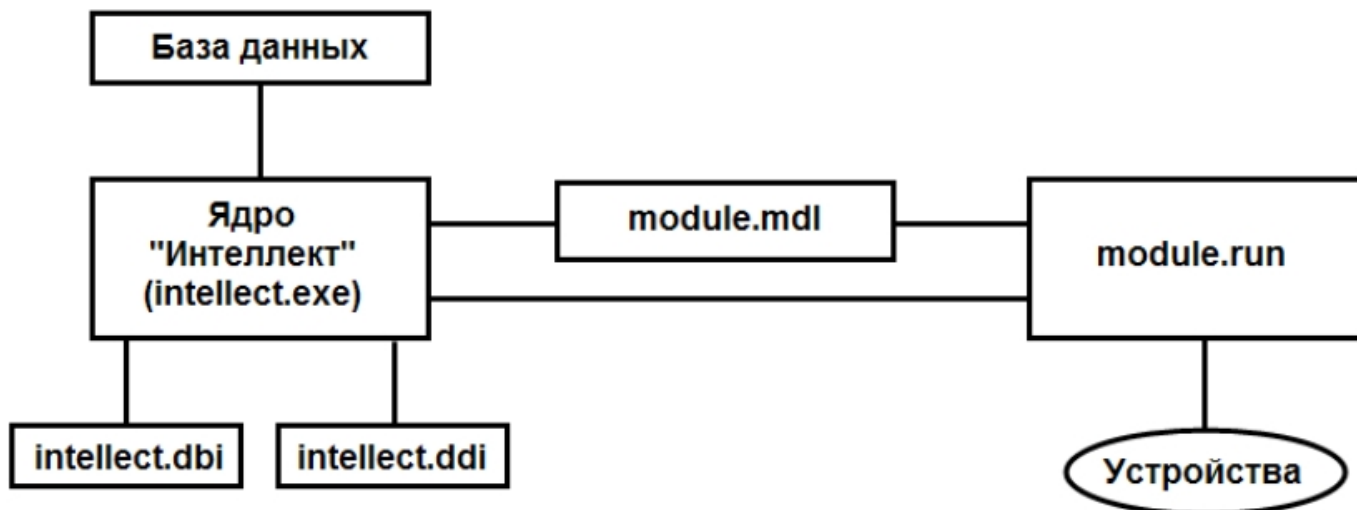 База данных
Ядро
"Интеллект"
(intellect.exe)
module.mdl
module.run
intellect.dbi
intellect.ddi
Устройства